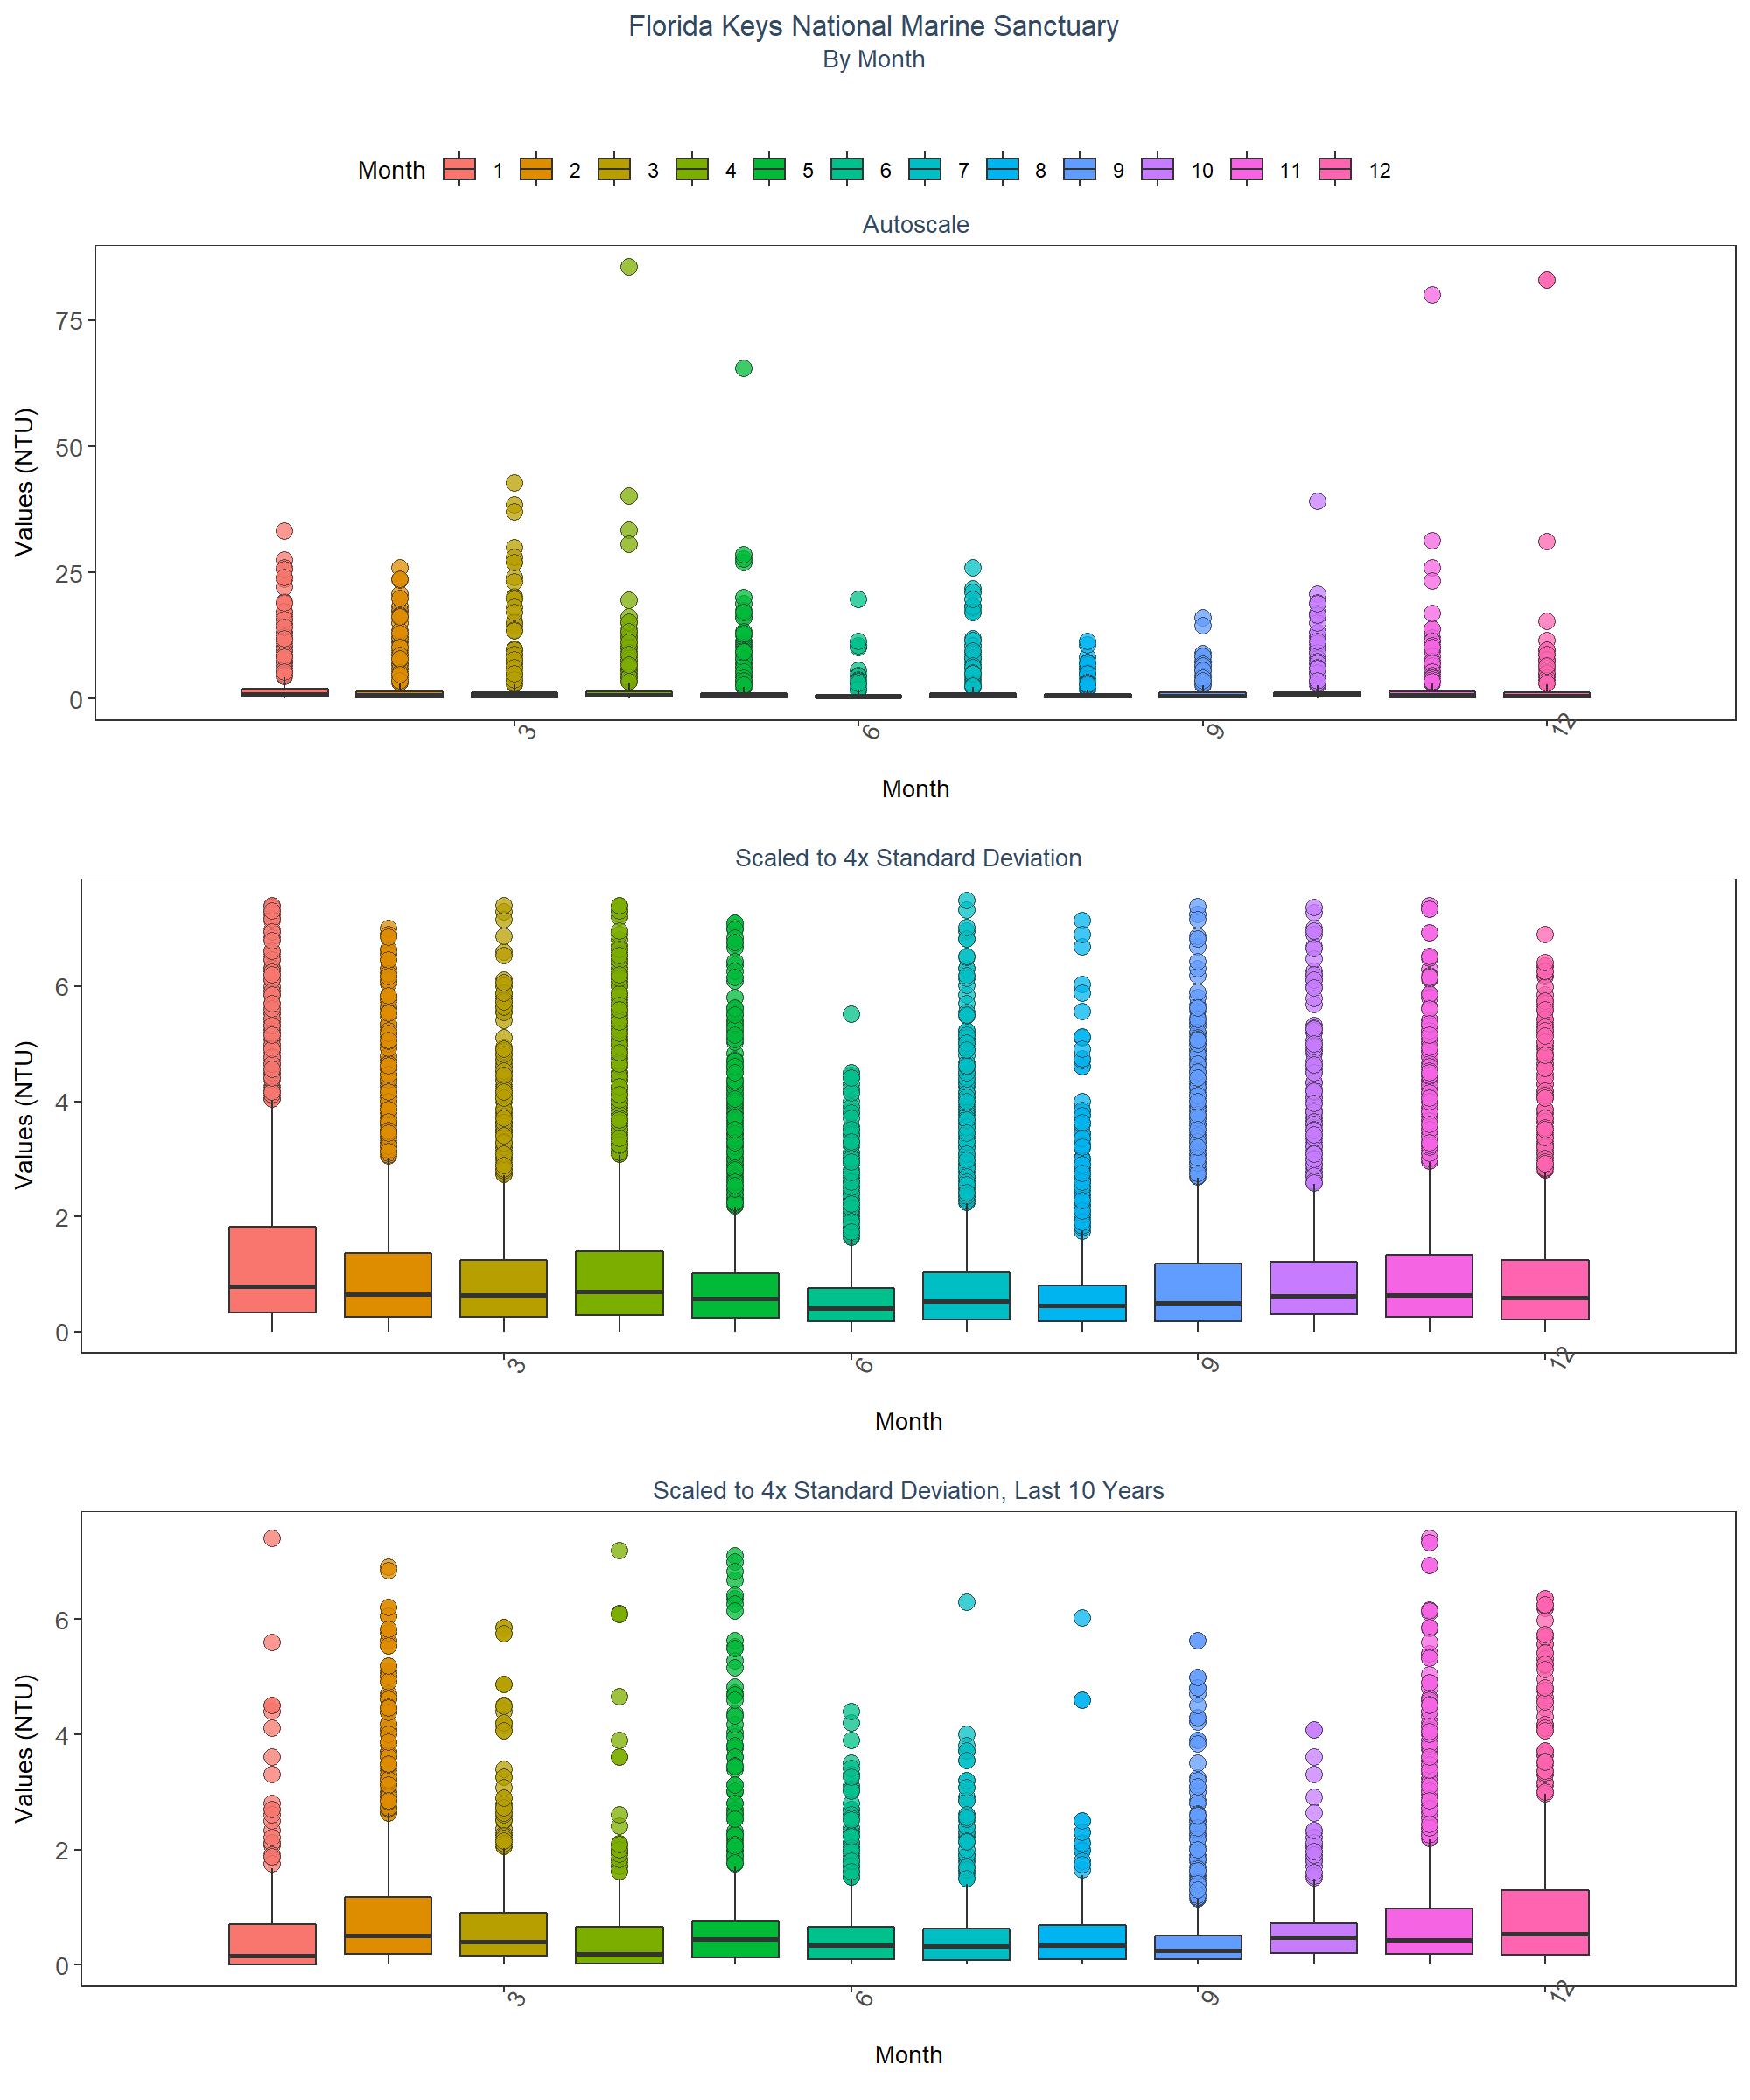 Florida Keys National Marine Sanctuary
By Month
Month 1 2 3 4 5 6 7 8 9 10 11 12
Autoscale
75
50
25
0
Values (NTU)
3 6 9 12
Month
Scaled to 4x Standard Deviation
6
4
2
0
Values (NTU)
3 6 9 12
Month
Scaled to 4x Standard Deviation, Last 10 Years
6
4
2
0
Values (NTU)
3 6 9 12
Month